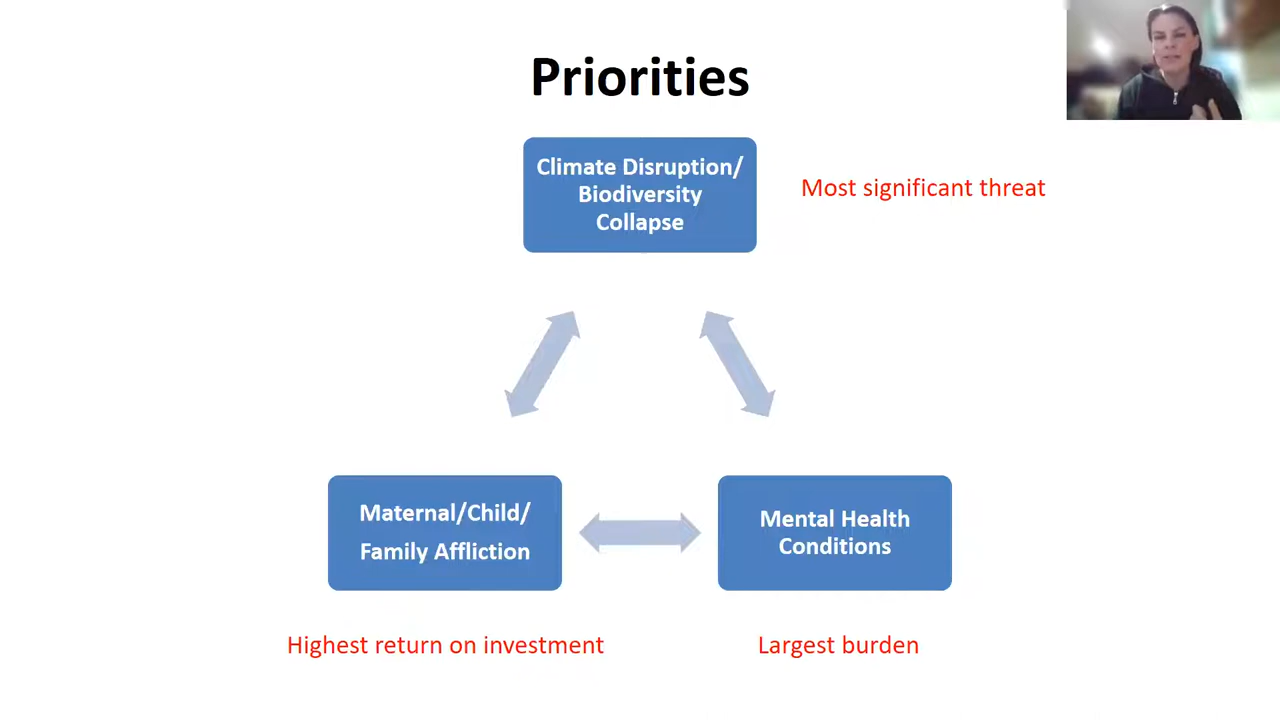 Priorities
Climate Disruption/
Biodiversity
Collapse
Most significant threat
Maternal/Child/
Family Affliction
Mental Health
Conditions
Highest return on investment
Largest burden